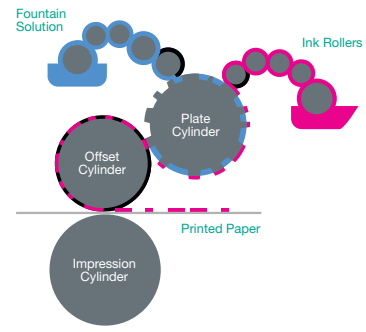 Fountain
Solution
Ink Rollers
Plate
Cylinder
Offset
Cylinder
Printed Paper
Impression
Cylinder